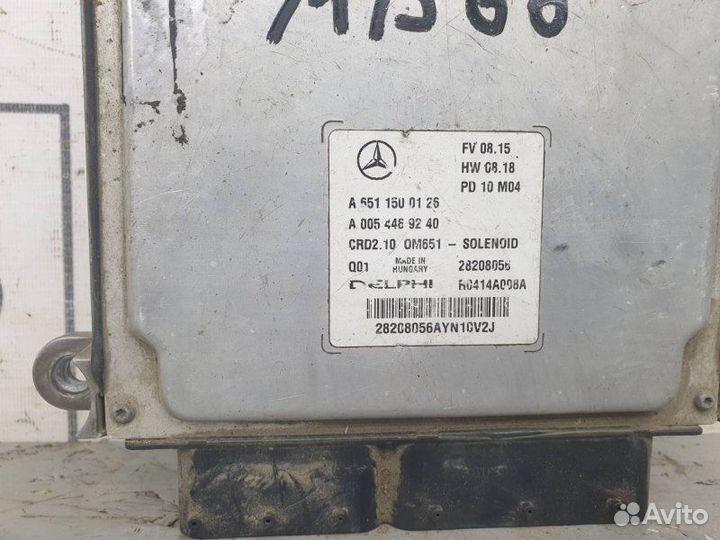 FV 08.15
HW 08.18
PD 10 M04
A 651 150 01 26
A 005 446 92 40
CRD2.10 OM651 - SOLENOID
Q01 MADE IN HUNGARY 28208056
DELPHI R0414A008A
28208056AYN10V2J
Avito